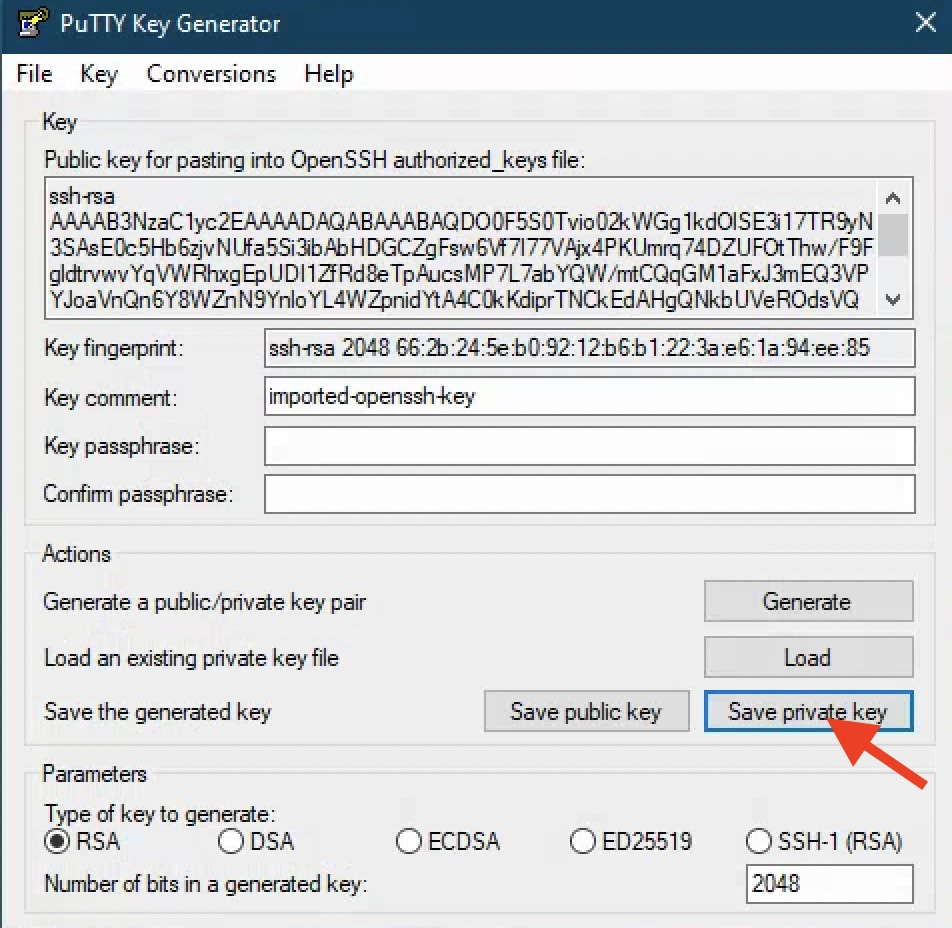 PuTTY Key Generator
File Key Conversions Help
Key
Public key for pasting into OpenSSH authorized_keys file:
ssh-rsa
AAAAB3NzaC1yc2EAAAADAQABAAABAQDO0F5S0Tvio02kWGg1kdOISE3i17TR9yN
3SAsE0c5Hb6zjvNUfa5Si3ibAbHDGCZgFsw6Vf7I77VAjx4PKUmrq74DZUFOtThw/F9F
gldtrvwvYqVWRhxgEpUDI1ZfRd8eTpAucsMP7L7abYQW/mtCQqGM1aFxJ3mEQ3VP
YJoaVnQn6Y8WZnN9YnloYL4WZpnidYtA4C0kKdiprTNCkEdAHgQNkbUVeROdsVQ
Key fingerprint: ssh-rsa 2048 66:2b:24:5e:b0:92:12:b6:b1:22:3a:e6:1a:94:ee:85
Key comment: imported-openssh-key
Key passphrase:
Confirm passphrase:
Actions
Generate a public/private key pair Generate
Load an existing private key file Load
Save the generated key Save public key Save private key
Parameters
Type of key to generate:
RSA DSA ECDSA ED25519 SSH-1 (RSA)
Number of bits in a generated key: 2048